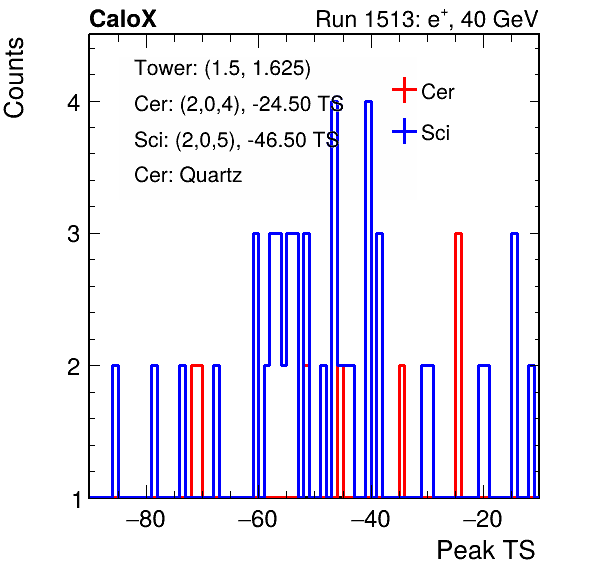 CaloX Run 1513: e⁺, 40 GeV
Counts
Tower: (1.5, 1.625)
Cer: (2,0,4), -24.50 TS
Sci: (2,0,5), -46.50 TS
Cer: Quartz
Cer
Sci
4
3
2
1
−80 −60 −40 −20
Peak TS